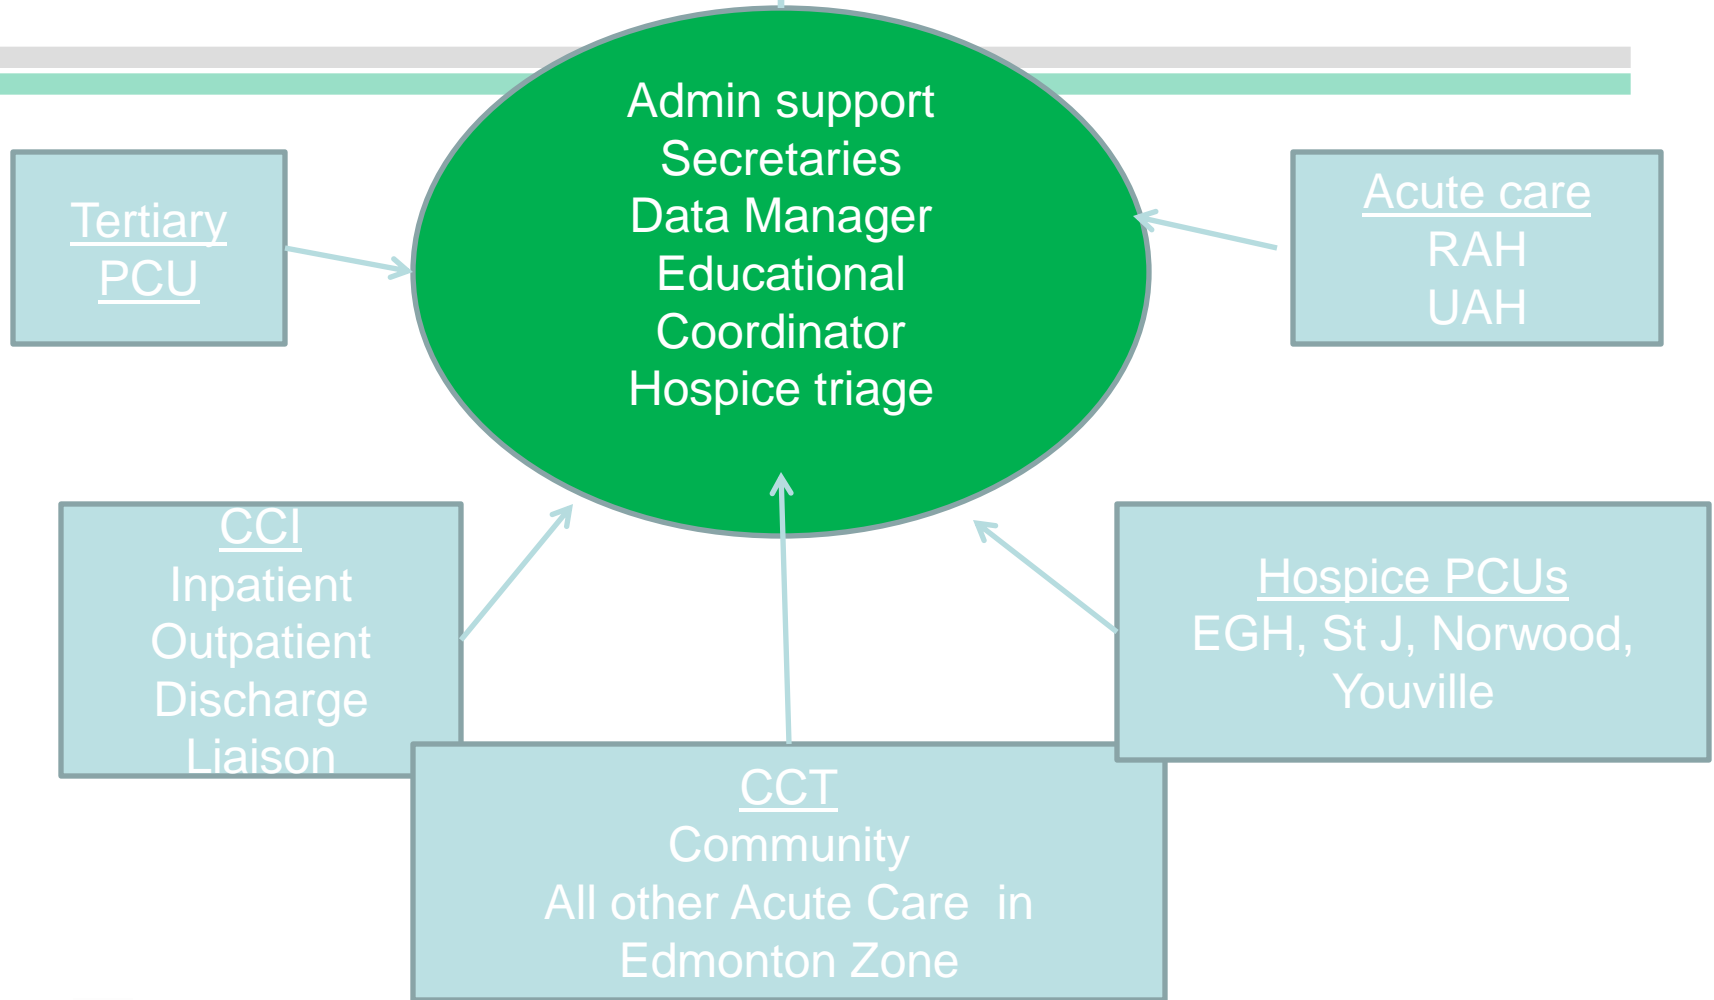 Admin support
Secretaries
Data Manager
Educational
Coordinator
Hospice triage
Tertiary
PCU
Acute care
RAH
UAH
CCI
Inpatient
Outpatient
Discharge
Liaison
Hospice PCUs
EGH, St J, Norwood,
Youville
CCT
Community
All other Acute Care in
Edmonton Zone